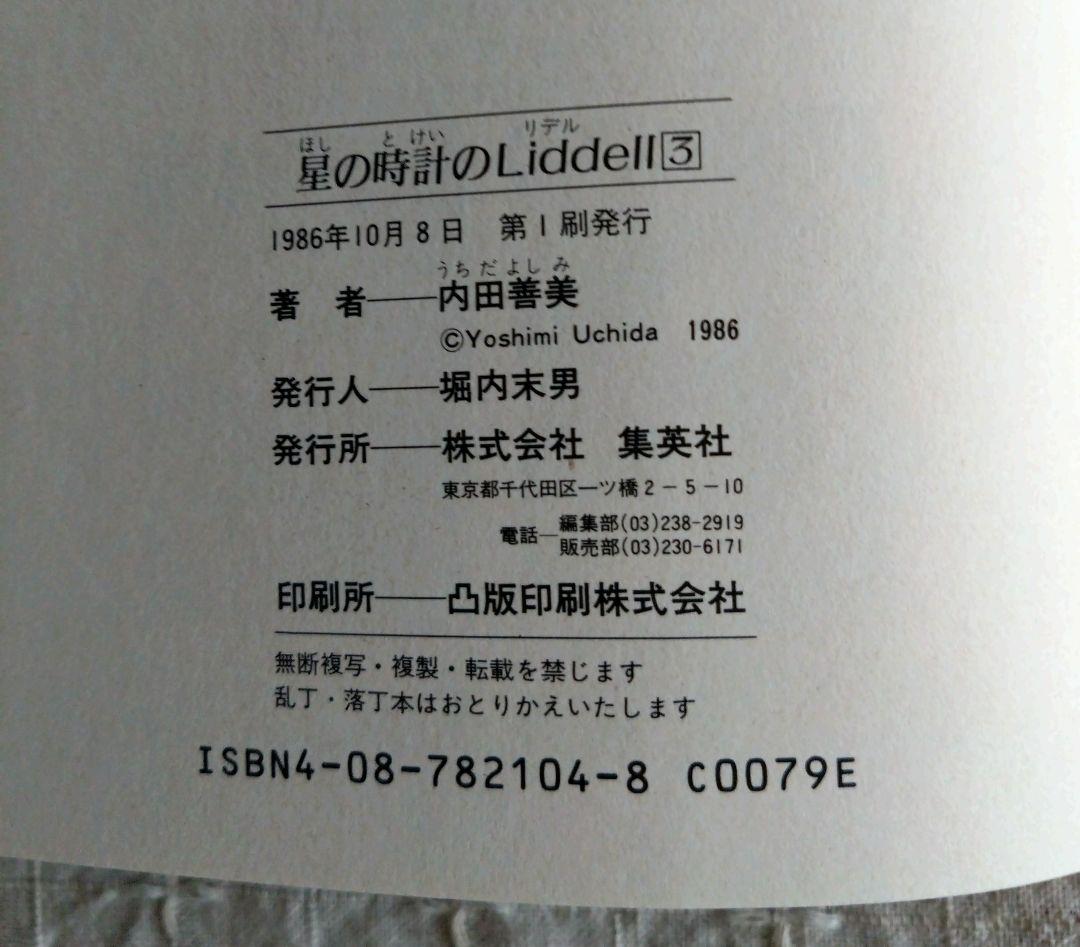 ほし とけい リデル
星の時計のLiddell3
1986年10月8日 第1刷発行
うちだよしみ
著 者――内田善美
©Yoshimi Uchida 1986
発行人――堀内末男
発行所――株式会社 集英社
東京都千代田区一ツ橋2-5-10
電話―編集部(03)238-2919
販売部(03)230-6171
印刷所――凸版印刷株式会社
無断複写・複製・転載を禁じます
乱丁・落丁本はおとりかえいたします
ISBN4-08-782104-8 C0079E